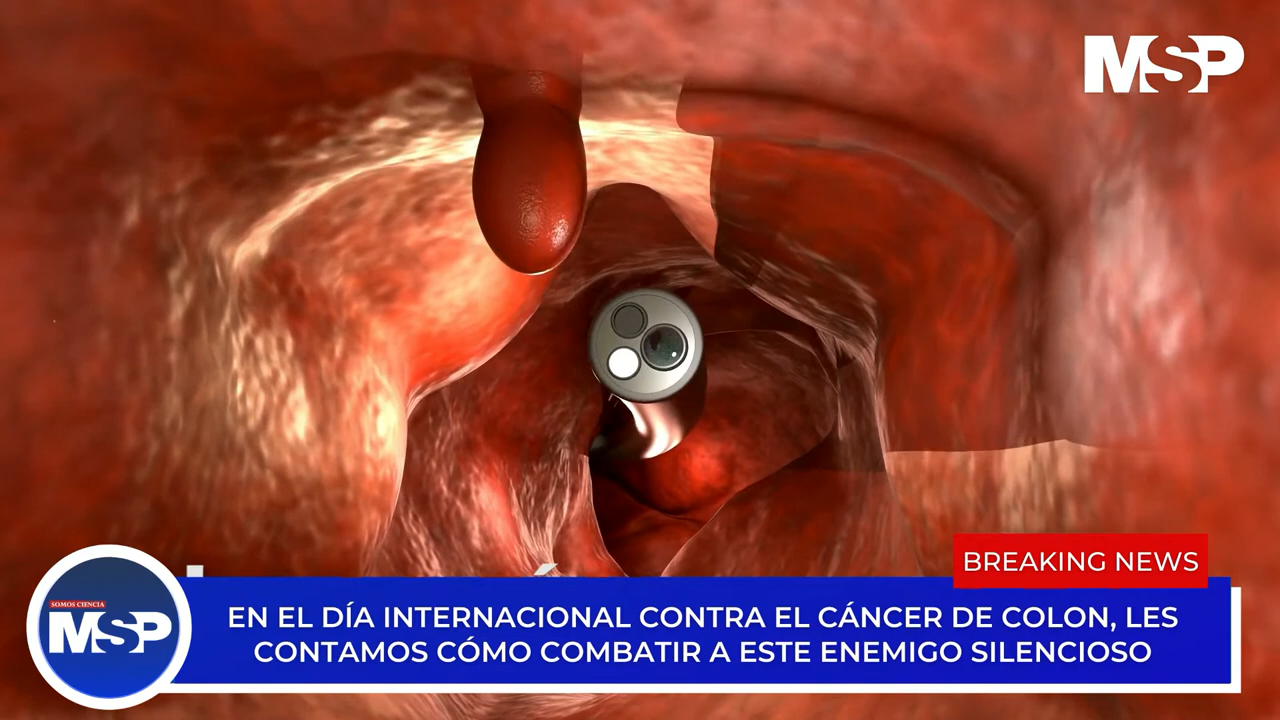 MSP
BREAKING NEWS
SOMOS CIENCIA
MSP
EN EL DÍA INTERNACIONAL CONTRA EL CÁNCER DE COLON, LES
CONTAMOS CÓMO COMBATIR A ESTE ENEMIGO SILENCIOSO